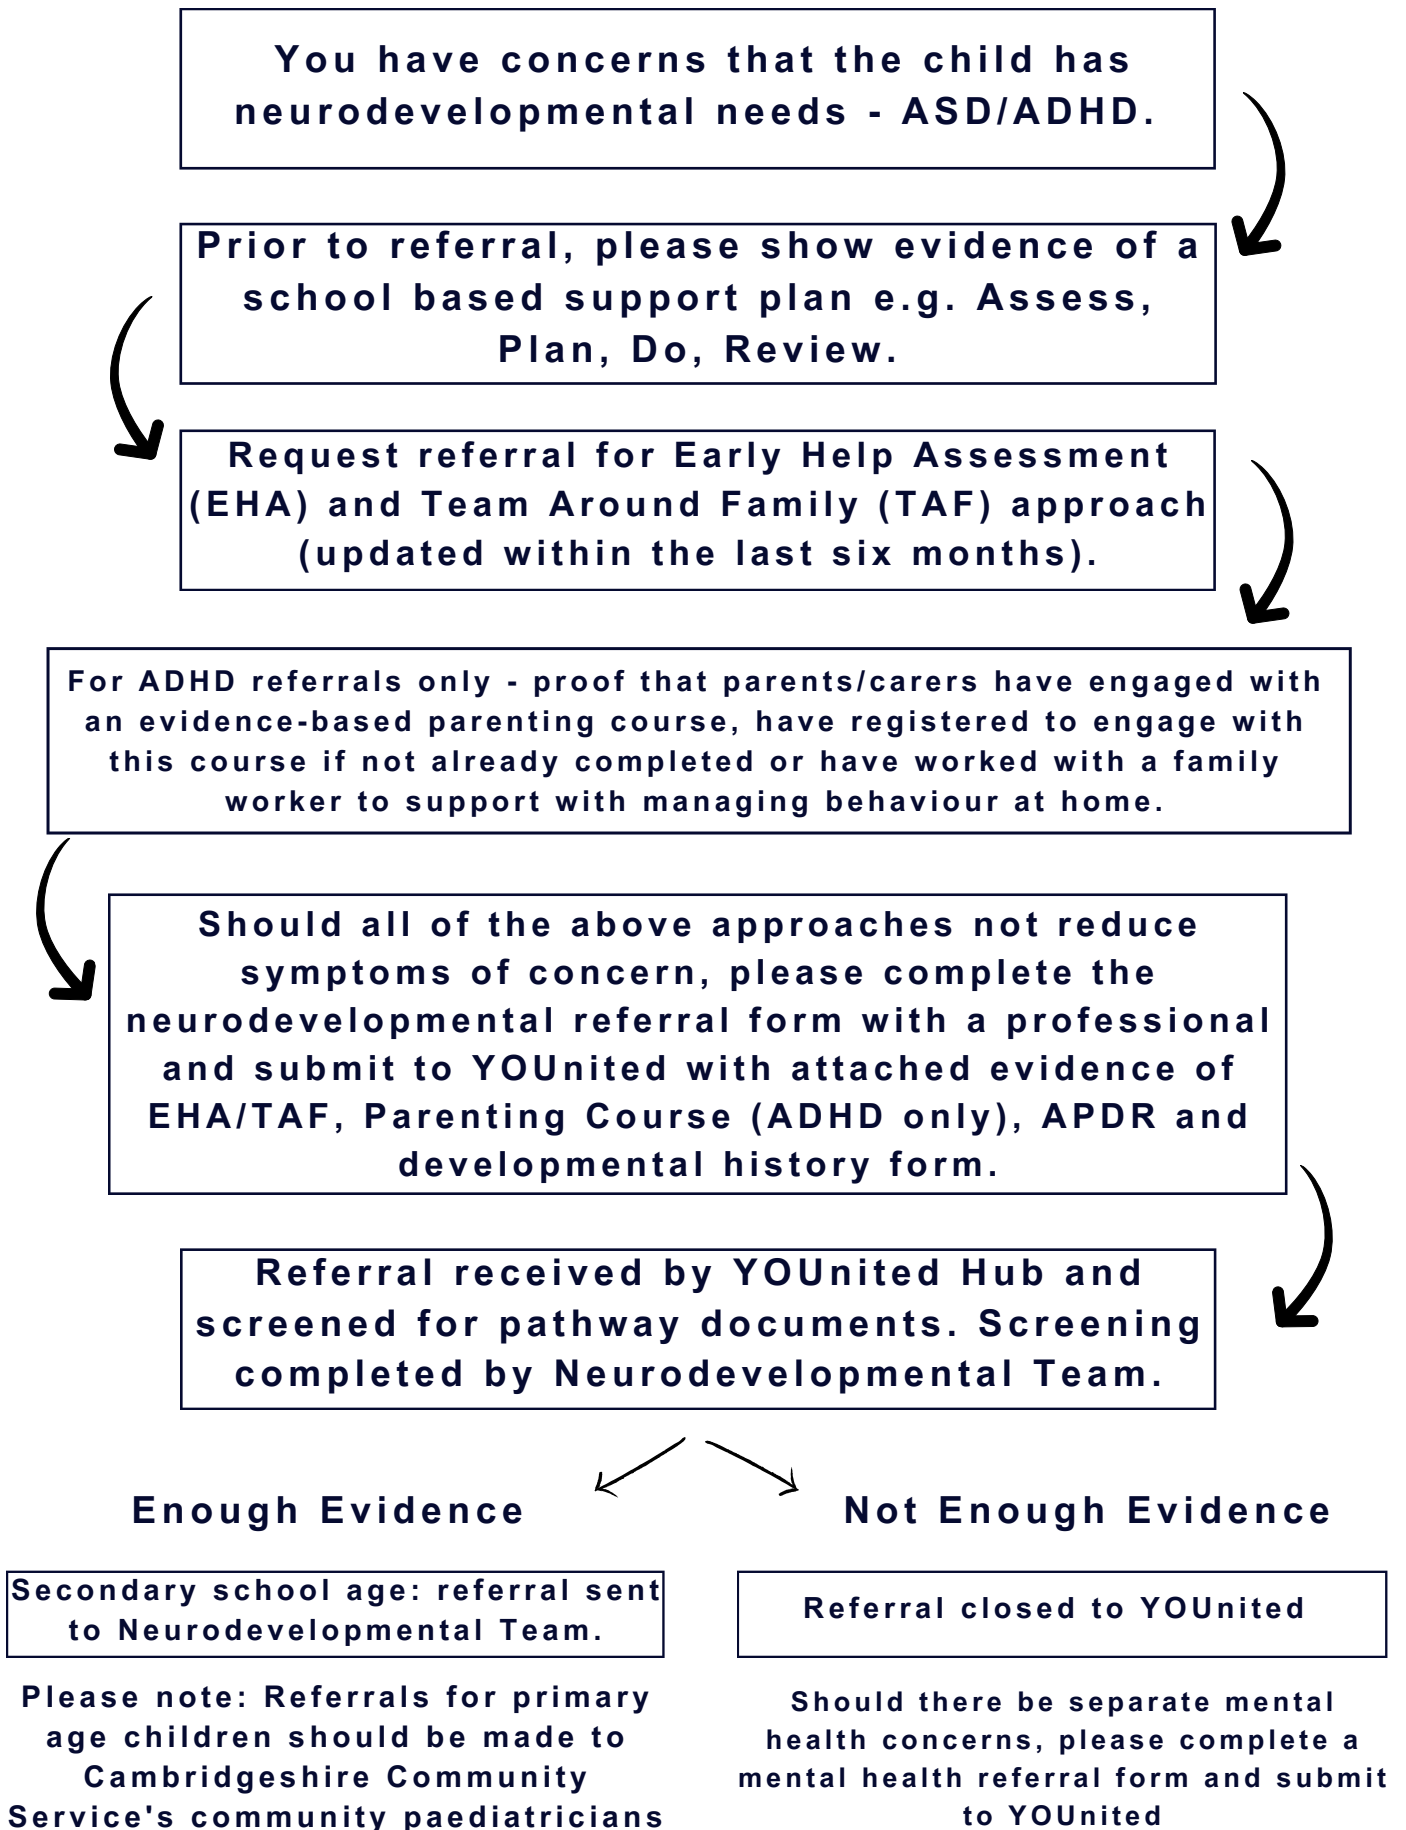 You have concerns that the child has
neurodevelopmental needs - ASD/ADHD.
Prior to referral, please show evidence of a
school based support plan e.g. Assess,
Plan, Do, Review.
Request referral for Early Help Assessment
(EHA) and Team Around Family (TAF) approach
(updated within the last six months).
For ADHD referrals only - proof that parents/carers have engaged with
an evidence-based parenting course, have registered to engage with
this course if not already completed or have worked with a family
worker to support with managing behaviour at home.
Should all of the above approaches not reduce
symptoms of concern, please complete the
neurodevelopmental referral form with a professional
and submit to YOUnited with attached evidence of
EHA/TAF, Parenting Course (ADHD only), APDR and
developmental history form.
Referral received by YOUnited Hub and
screened for pathway documents. Screening
completed by Neurodevelopmental Team.
Enough Evidence
Secondary school age: referral sent
to Neurodevelopmental Team.
Please note: Referrals for primary
age children should be made to
Cambridgeshire Community
Service's community paediatricians
Not Enough Evidence
Referral closed to YOUnited
Should there be separate mental
health concerns, please complete a
mental health referral form and submit
to YOUnited